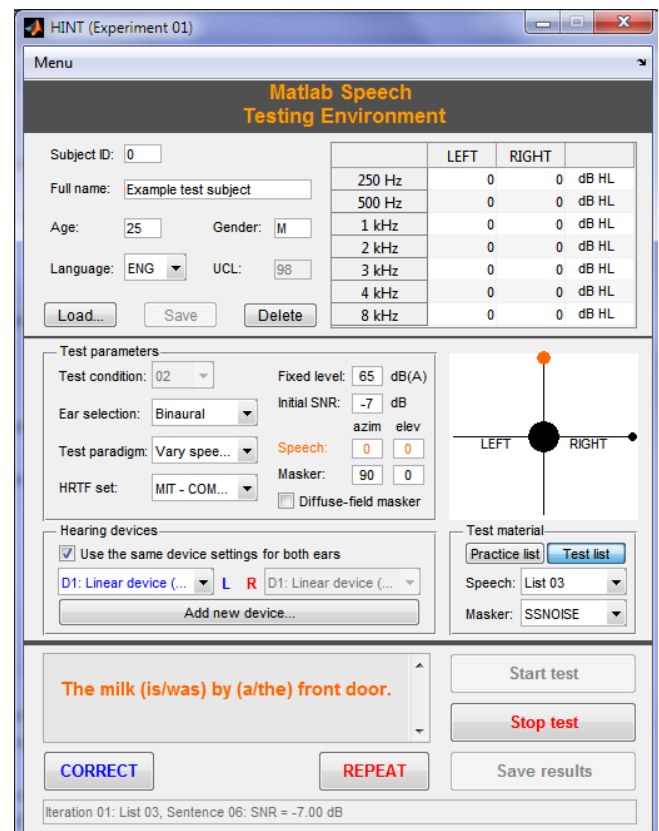 HINT (Experiment 01)
Menu
Matlab Speech
Testing Environment
Subject ID: 0
Full name: Example test subject
Age: 25 Gender: M
Language: ENG UCL: 98
Load... Save Delete
LEFT RIGHT
250 Hz 0 0 dB HL
500 Hz 0 0 dB HL
1 kHz 0 0 dB HL
2 kHz 0 0 dB HL
3 kHz 0 0 dB HL
4 kHz 0 0 dB HL
8 kHz 0 0 dB HL
Test parameters
Test condition: 02
Ear selection: Binaural
Test paradigm: Vary spee...
HRTF set: MIT - COM...
Fixed level: 65 dB(A)
Initial SNR: -7 dB
azim elev
Speech: 0 0
Masker: 90 0
Diffuse-field masker
LEFT RIGHT
Hearing devices
Use the same device settings for both ears
D1: Linear device (... L R D1: Linear device (...
Add new device...
Test material
Practice list Test list
Speech: List 03
Masker: SSNOISE
The milk (is/was) by (a/the) front door.
CORRECT REPEAT
Start test
Stop test
Save results
Iteration 01: List 03, Sentence 06: SNR = -7.00 dB